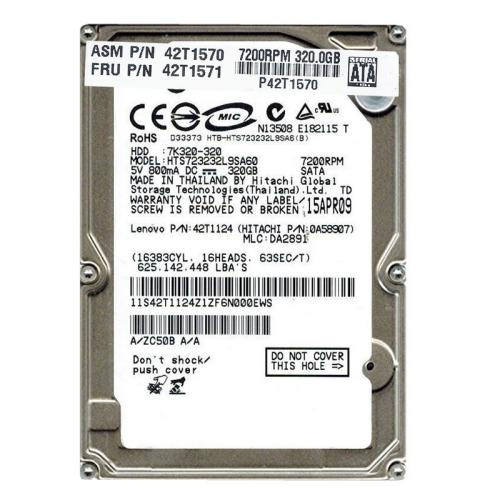 ASM P/N 42T1570 7200RPM 320.0GB
FRU P/N 42T1571
SERIAL
ATA
P42T1570
CE MIC
N13508 E182115 T
RoHS D33373 HTB-HTS723232L9SA6(B)
HDD :7K320-320
MODEL:HTS723232L9SA60 7200RPM
5V 800mA DC 320GB SATA
MADE IN THAILAND BY Hitachi Global
Storage Technologies(Thailand).Ltd. TD
WARRANTY VOID IF ANY LABEL/
SCREW IS REMOVED OR BROKEN 15APR09
Lenovo P/N:42T1124 (HITACHI P/N:0A58907)
MLC:DA2891
(16383CYL. 16HEADS. 63SEC/T)
625.142.448 LBA'S
11S42T1124Z1ZF6N000EWS
A/ZC50B A/A
Don't shock/
push cover
DO NOT COVER
THIS HOLE =>